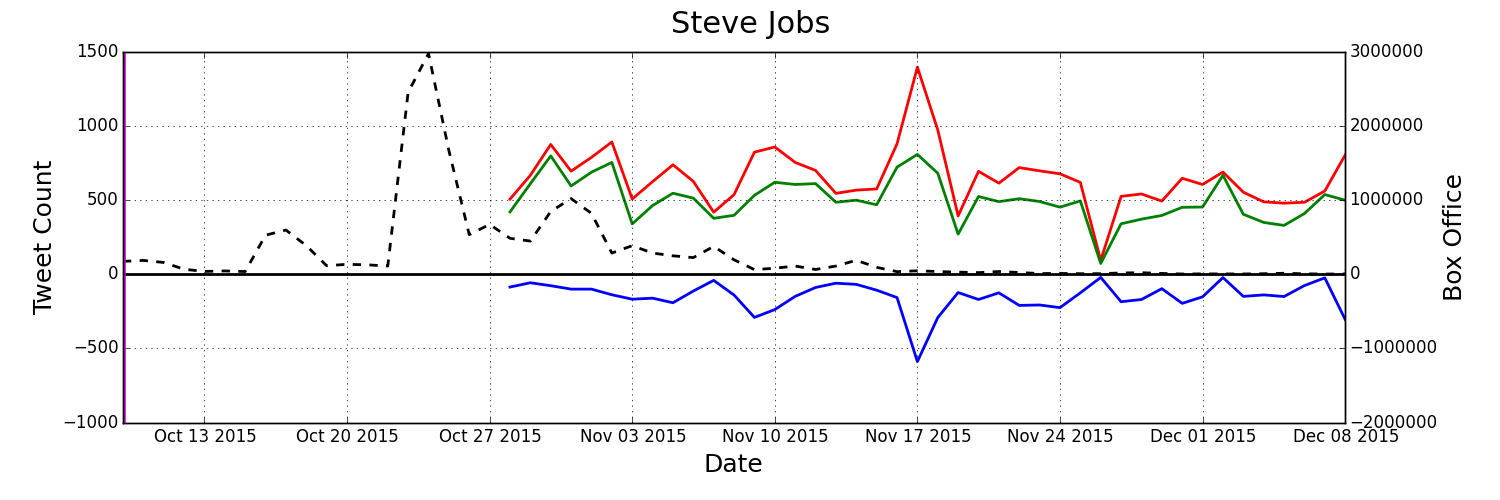 Steve Jobs
Tweet Count
1500
1000
500
0
−500
−1000
3000000
2000000
1000000
0
−1000000
−2000000
Box Office
Oct 13 2015
Oct 20 2015
Oct 27 2015
Nov 03 2015
Nov 10 2015
Nov 17 2015
Nov 24 2015
Dec 01 2015
Dec 08 2015
Date